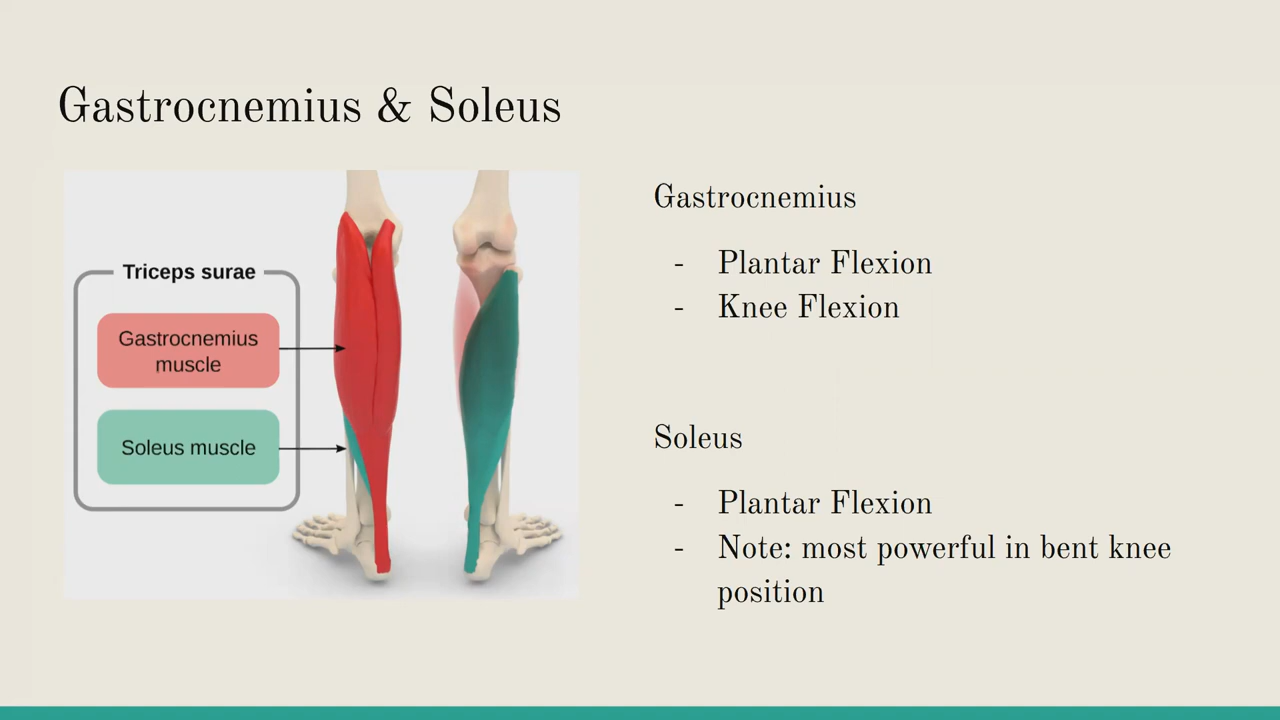 Gastrocnemius & Soleus
Triceps surae
Gastrocnemius
muscle
Soleus muscle
Gastrocnemius
- Plantar Flexion
- Knee Flexion
Soleus
- Plantar Flexion
- Note: most powerful in bent knee
position